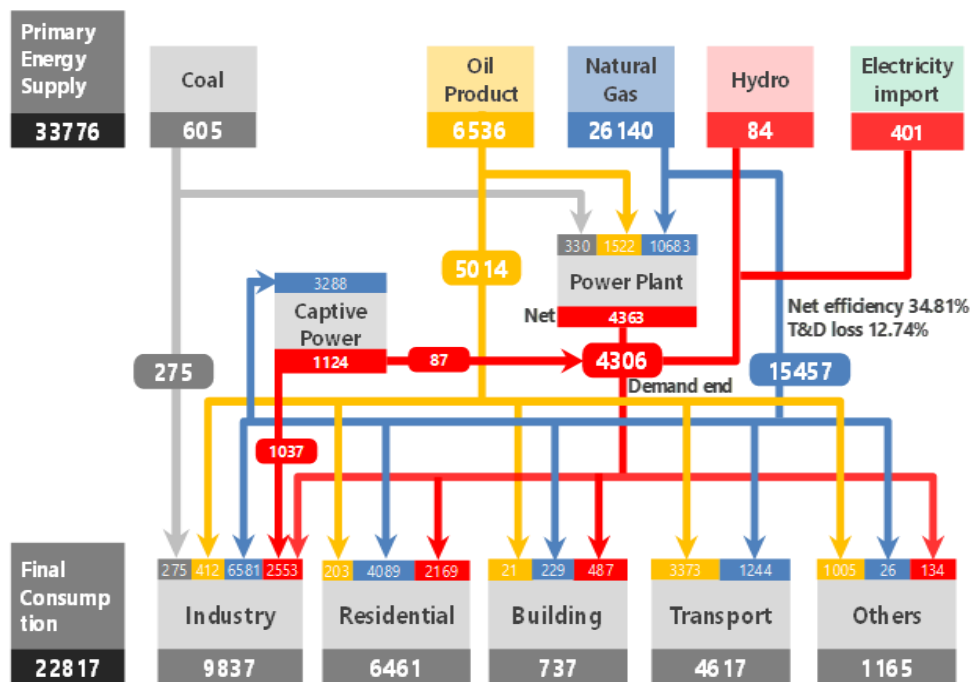 Primary
Energy
Supply
33776
Coal
605
Oil
Product
6536
Natural
Gas
26140
Hydro
84
Electricity
import
401
330 1522 10683
Power Plant
Net 4363
5014
3288
Captive
Power
1124
87
4306
Demand end
Net efficiency 34.81%
T&D loss 12.74%
275
15457
1037
Final
Consump
tion
22817
275 412 6581 2553
Industry
9837
203 4089 2169
Residential
6461
21 229 487
Building
737
3373 1244
Transport
4617
1005 26 134
Others
1165